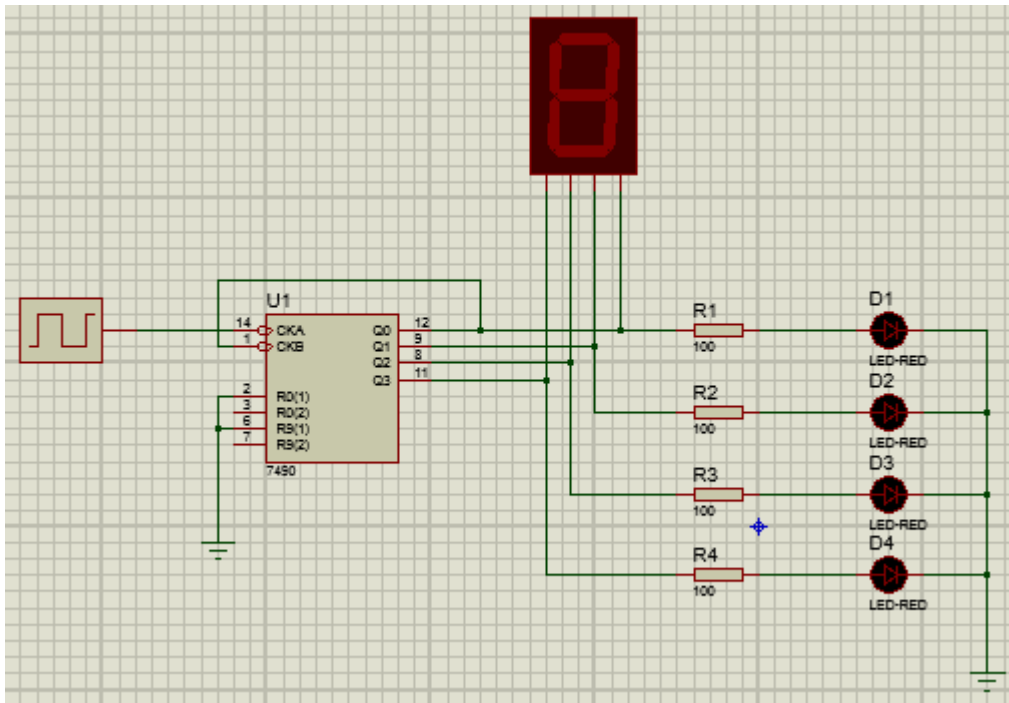 U1
14
CKA
Q0
12
1
CKB
Q1
9
Q2
8
Q3
11
2
R0(1)
3
R0(2)
6
R9(1)
7
R9(2)
7490
R1
100
D1
LED-RED
R2
100
D2
LED-RED
R3
100
D3
LED-RED
R4
100
D4
LED-RED